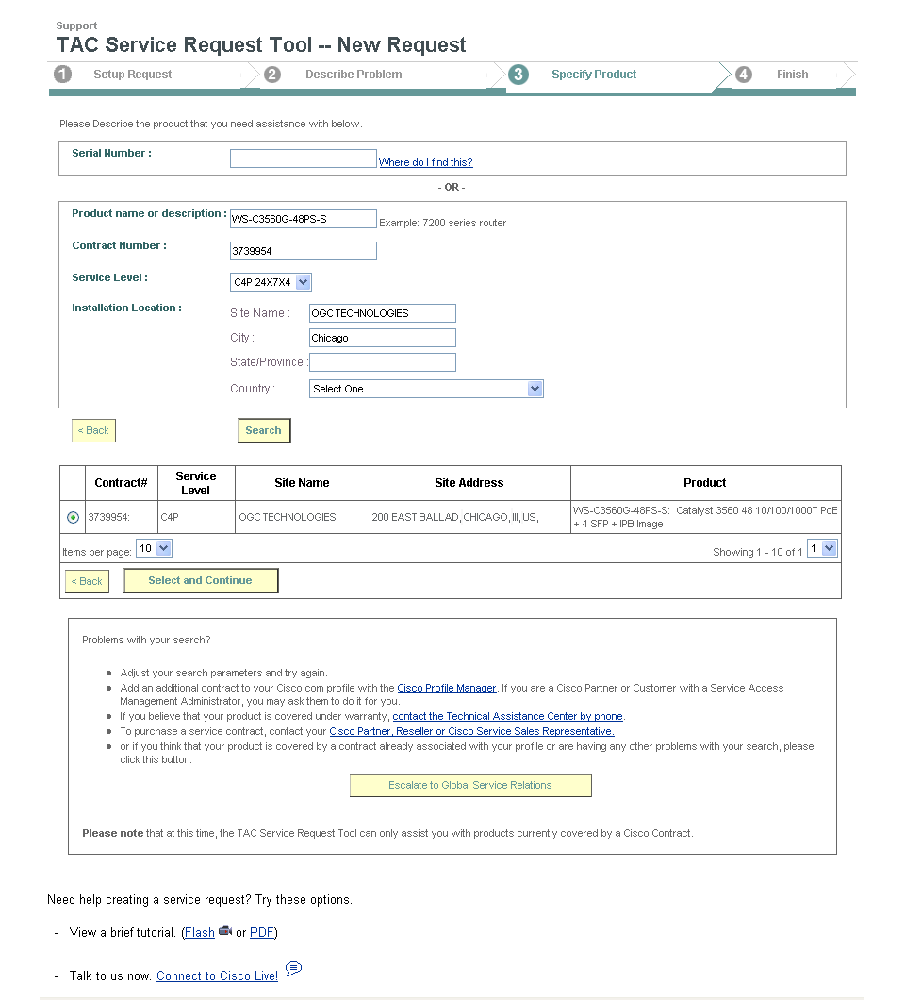 Support
TAC Service Request Tool -- New Request
1 Setup Request 2 Describe Problem 3 Specify Product 4 Finish
Please Describe the product that you need assistance with below.
Serial Number : Where do I find this?
- OR -
Product name or description : WS-C3560G-48PS-S Example: 7200 series router
Contract Number : 3739954
Service Level : C4P 24X7X4
Installation Location : Site Name : OGC TECHNOLOGIES
City : Chicago
State/Province :
Country : Select One
< Back Search
Contract# Service Level Site Name Site Address Product
3739954: C4P OGC TECHNOLOGIES 200 EAST BALLAD, CHICAGO, Ill, US, WS-C3560G-48PS-S: Catalyst 3560 48 10/100/1000T PoE
+ 4 SFP + IPB Image
Items per page: 10 Showing 1 - 10 of 1 1
< Back Select and Continue
Problems with your search?
● Adjust your search parameters and try again.
● Add an additional contract to your Cisco.com profile with the Cisco Profile Manager. If you are a Cisco Partner or Customer with a Service Access
Management Administrator, you may ask them to do it for you.
● If you believe that your product is covered under warranty, contact the Technical Assistance Center by phone.
● To purchase a service contract, contact your Cisco Partner, Reseller or Cisco Service Sales Representative.
● or if you think that your product is covered by a contract already associated with your profile or are having any other problems with your search, please
click this button:
Escalate to Global Service Relations
Please note that at this time, the TAC Service Request Tool can only assist you with products currently covered by a Cisco Contract.
Need help creating a service request? Try these options.
- View a brief tutorial. (Flash or PDF)
- Talk to us now. Connect to Cisco Live!